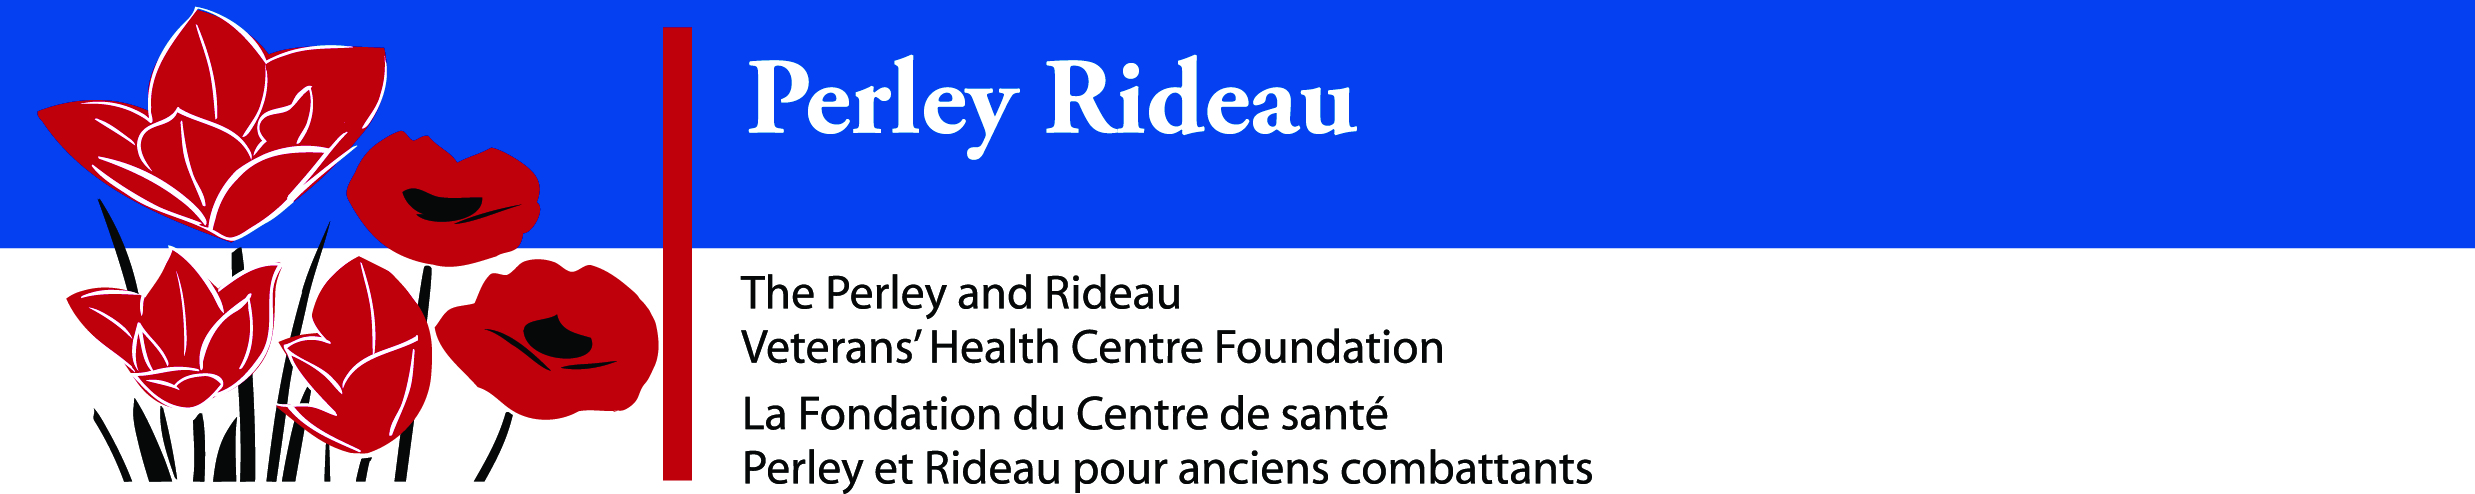 Perley Rideau
The Perley and Rideau
Veterans’ Health Centre Foundation
La Fondation du Centre de santé
Perley et Rideau pour anciens combattants